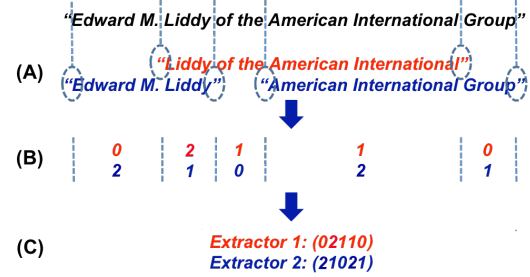 “Edward M. Liddy of the American International Group”
(A)
“Liddy of the American International”
“Edward M. Liddy” “American International Group”
(B)
0 2 1 1 0
2 1 0 2 1
(C)
Extractor 1: (02110)
Extractor 2: (21021)